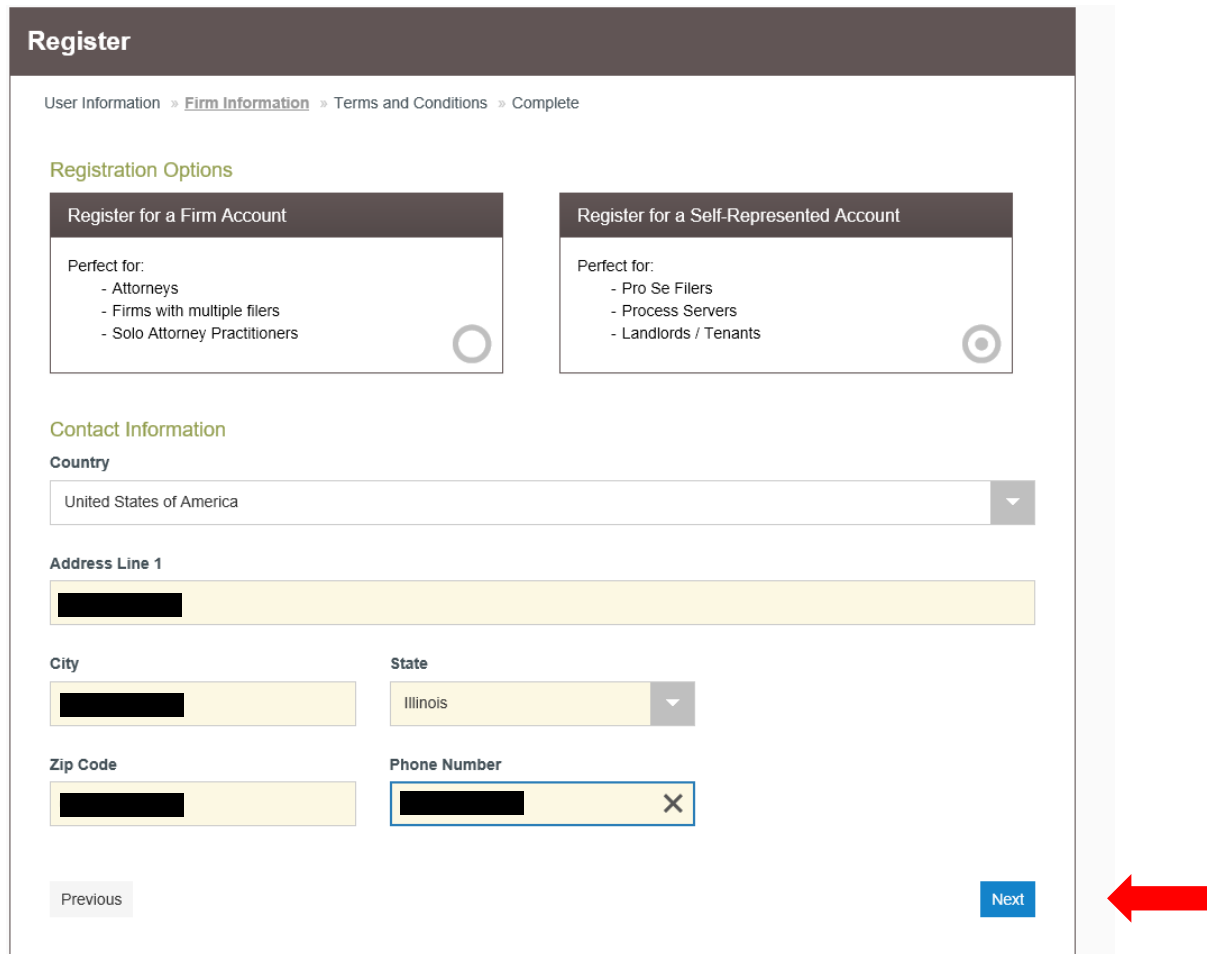 Register
User Information » Firm Information » Terms and Conditions » Complete
Registration Options
Register for a Firm Account
Perfect for:
- Attorneys
- Firms with multiple filers
- Solo Attorney Practitioners
Register for a Self-Represented Account
Perfect for:
- Pro Se Filers
- Process Servers
- Landlords / Tenants
Contact Information
Country
United States of America
Address Line 1
City
State
Illinois
Zip Code
Phone Number
Previous
Next